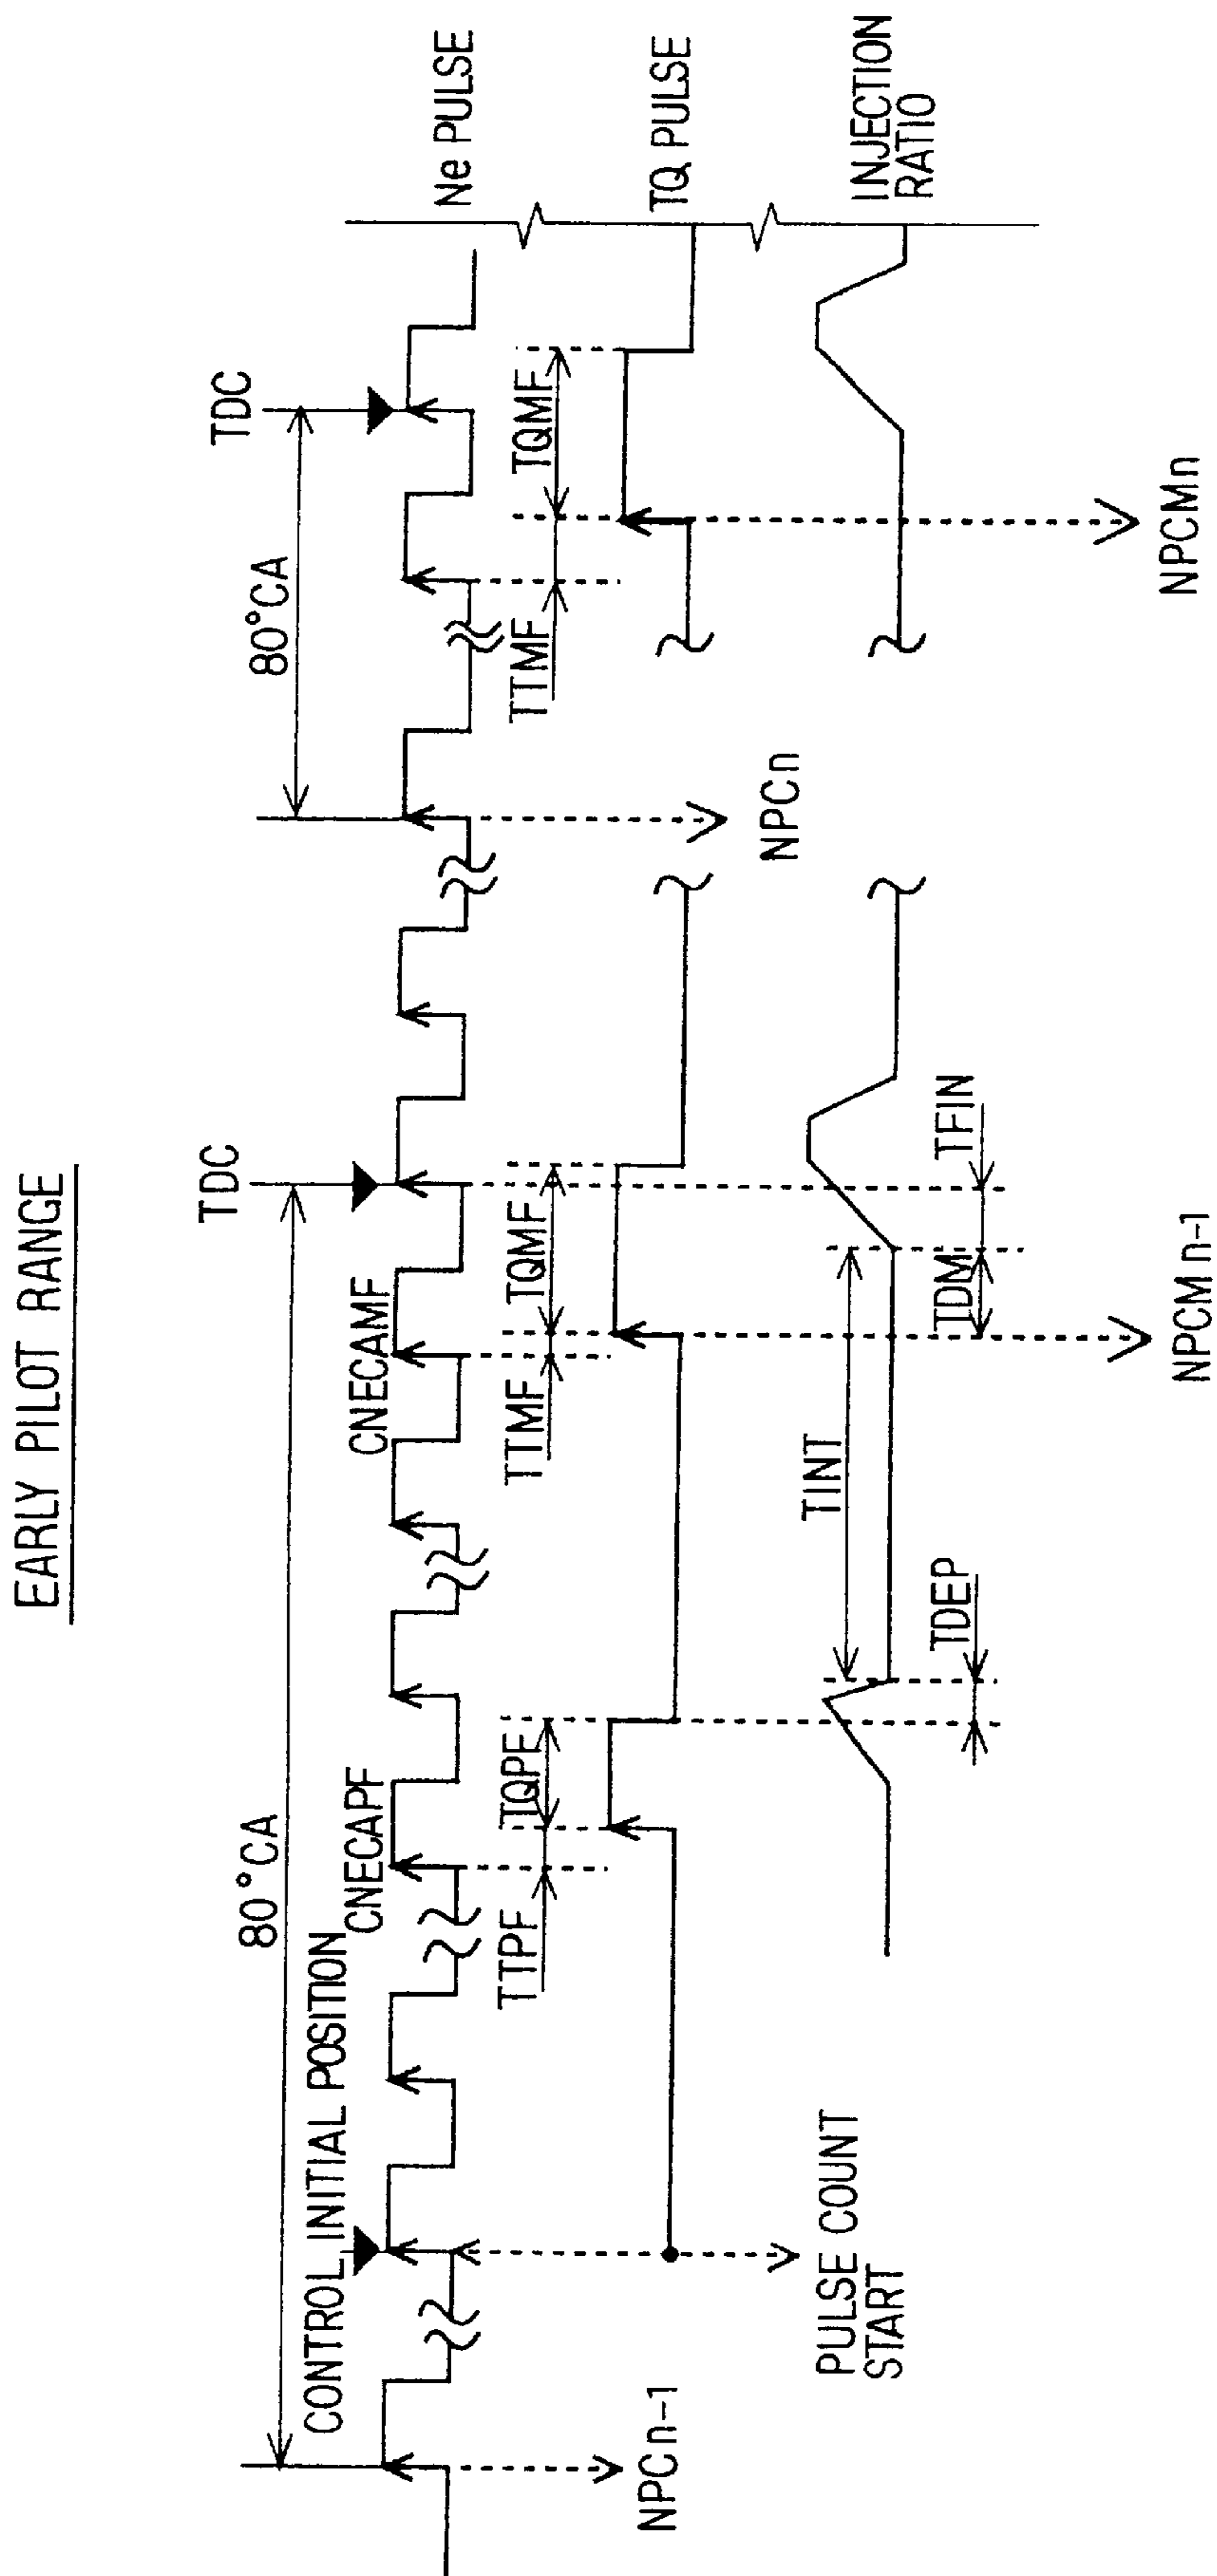 EARLY PILOT RANGE
80°CA
TDC
80°CA
TDC
CONTROL INITIAL POSITION
CNECAPF
CNECAMF
Ne PULSE
TTPF
TQPF
TTMF
TQMF
TTMF
TQMF
TQ PULSE
NPCn-1
PULSE COUNT
START
TINT
NPCn
INJECTION
RATIO
TDEP
TDM
TFIN
NPCMn-1
NPCMn